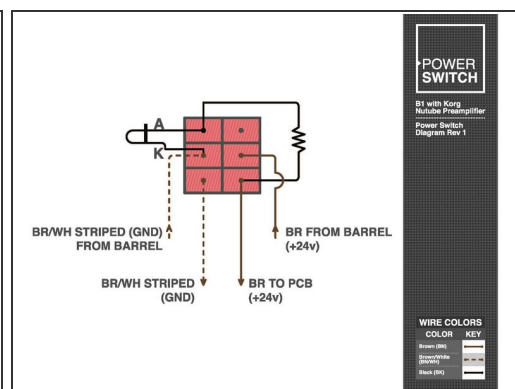 A
K
BR/WH STRIPED (GND)
FROM BARREL
BR FROM BARREL
(+24v)
BR/WH STRIPED
(GND)
BR TO PCB
(+24v)
POWER
SWITCH
B1 with Korg
Nutube Preamplifier
Power Switch
Diagram Rev 1
WIRE COLORS
COLOR KEY
Brown (BN)
Brown/White
(BN/WH)
Black (BK)